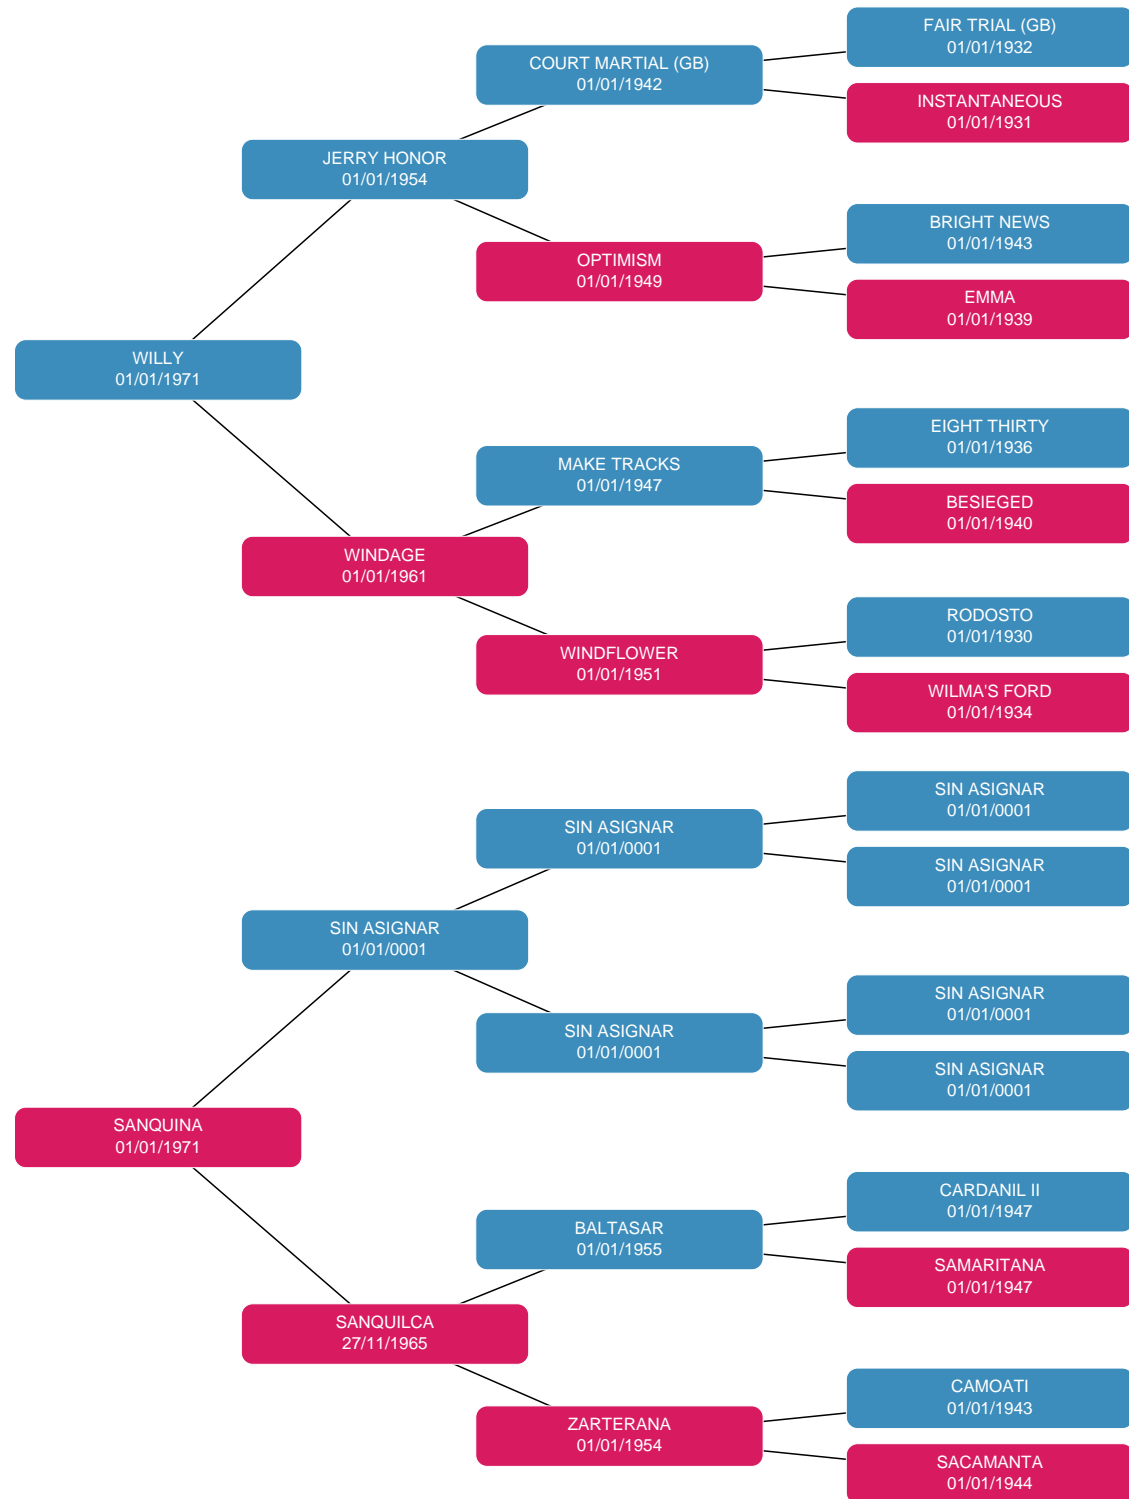 FAIR TRIAL (GB)
01/01/1932
COURT MARTIAL (GB)
01/01/1942
INSTANTANEOUS
01/01/1931
JERRY HONOR
01/01/1954
BRIGHT NEWS
01/01/1943
OPTIMISM
01/01/1949
EMMA
01/01/1939
WILLY
01/01/1971
EIGHT THIRTY
01/01/1936
MAKE TRACKS
01/01/1947
BESIEGED
01/01/1940
WINDAGE
01/01/1961
RODOSTO
01/01/1930
WINDFLOWER
01/01/1951
WILMA'S FORD
01/01/1934
SIN ASIGNAR
01/01/0001
SIN ASIGNAR
01/01/0001
SIN ASIGNAR
01/01/0001
SIN ASIGNAR
01/01/0001
SIN ASIGNAR
01/01/0001
SIN ASIGNAR
01/01/0001
SIN ASIGNAR
01/01/0001
SANQUINA
01/01/1971
CARDANIL II
01/01/1947
BALTASAR
01/01/1955
SAMARITANA
01/01/1947
SANQUILCA
27/11/1965
CAMOATI
01/01/1943
ZARTERANA
01/01/1954
SACAMANTA
01/01/1944